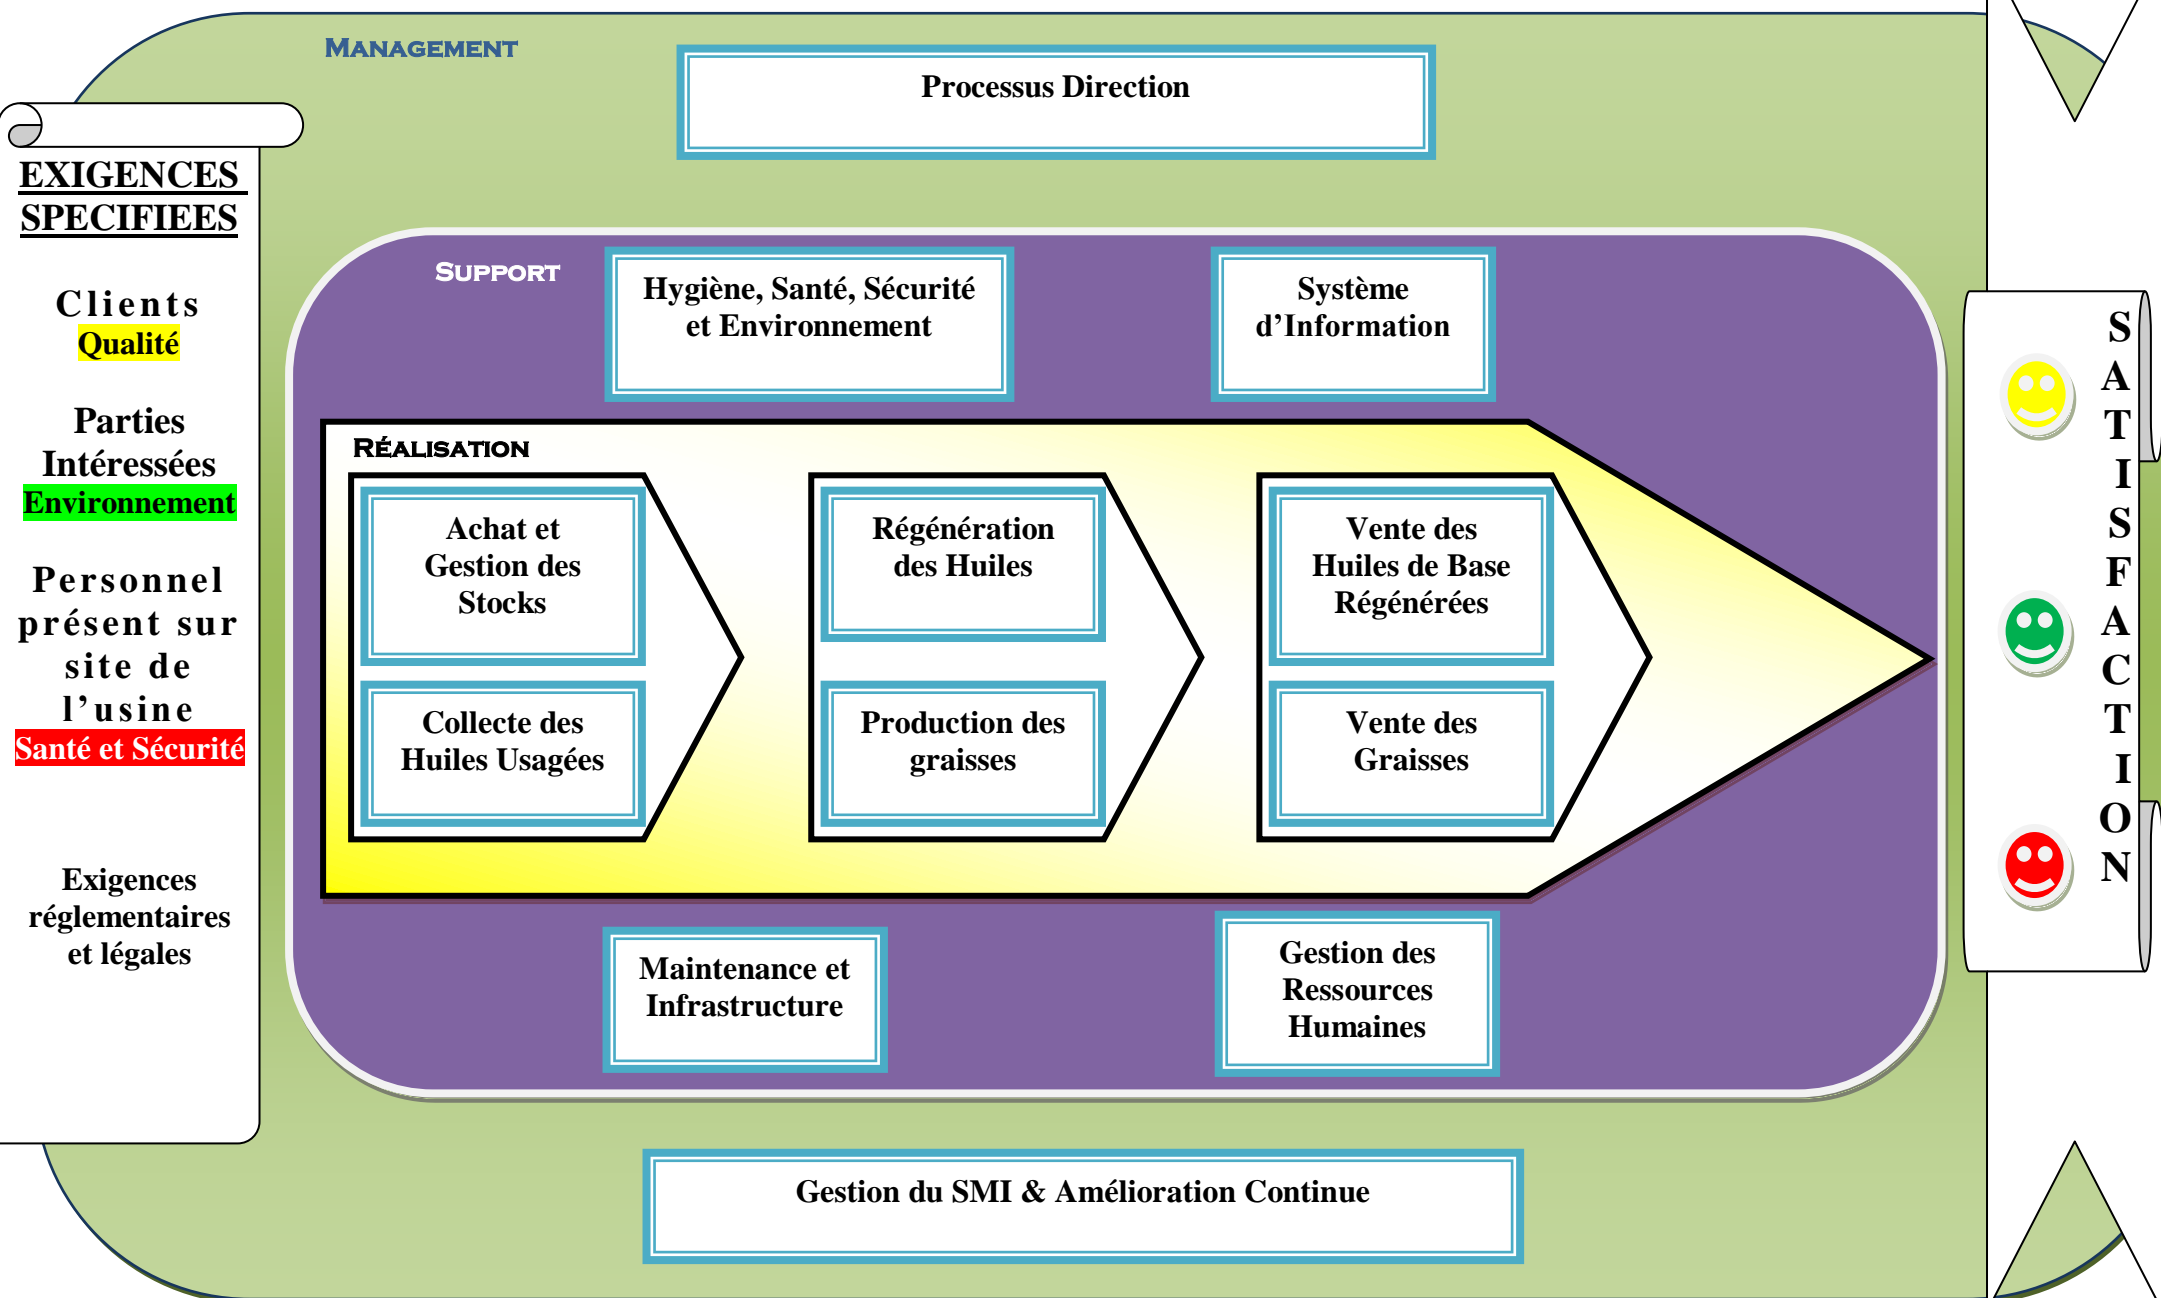 MANAGEMENT
Processus Direction
EXIGENCES
SPECIFIEES
Clients
Qualité
Parties
Intéressées
Environnement
Personnel
présent sur
site de
l’usine
Santé et Sécurité
Exigences
réglementaires
et légales
SUPPORT
Hygiène, Santé, Sécurité
et Environnement
Système
d’Information
RÉALISATION
Achat et
Gestion des
Stocks
Collecte des
Huiles Usagées
Régénération
des Huiles
Production des
graisses
Vente des
Huiles de Base
Régénérées
Vente des
Graisses
Maintenance et
Infrastructure
Gestion des
Ressources
Humaines
Gestion du SMI & Amélioration Continue
SATISFACTION